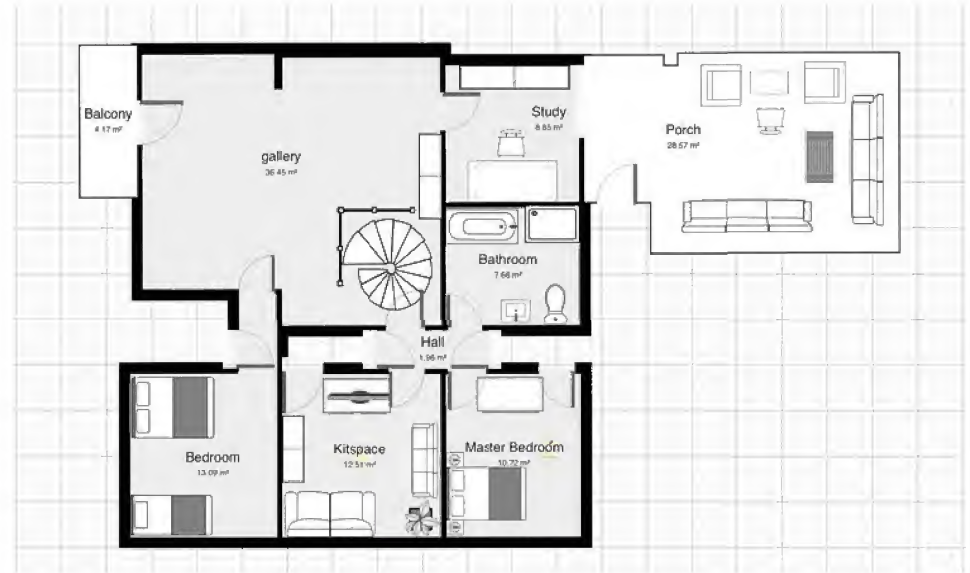 Balcony
4.17 m²
gallery
36.45 m²
Study
8.85 m²
Porch
28.57 m²
Bathroom
7.66 m²
Hall
1.96 m²
Bedroom
13.09 m²
Kitspace
12.51 m²
Master Bedroom
10.72 m²